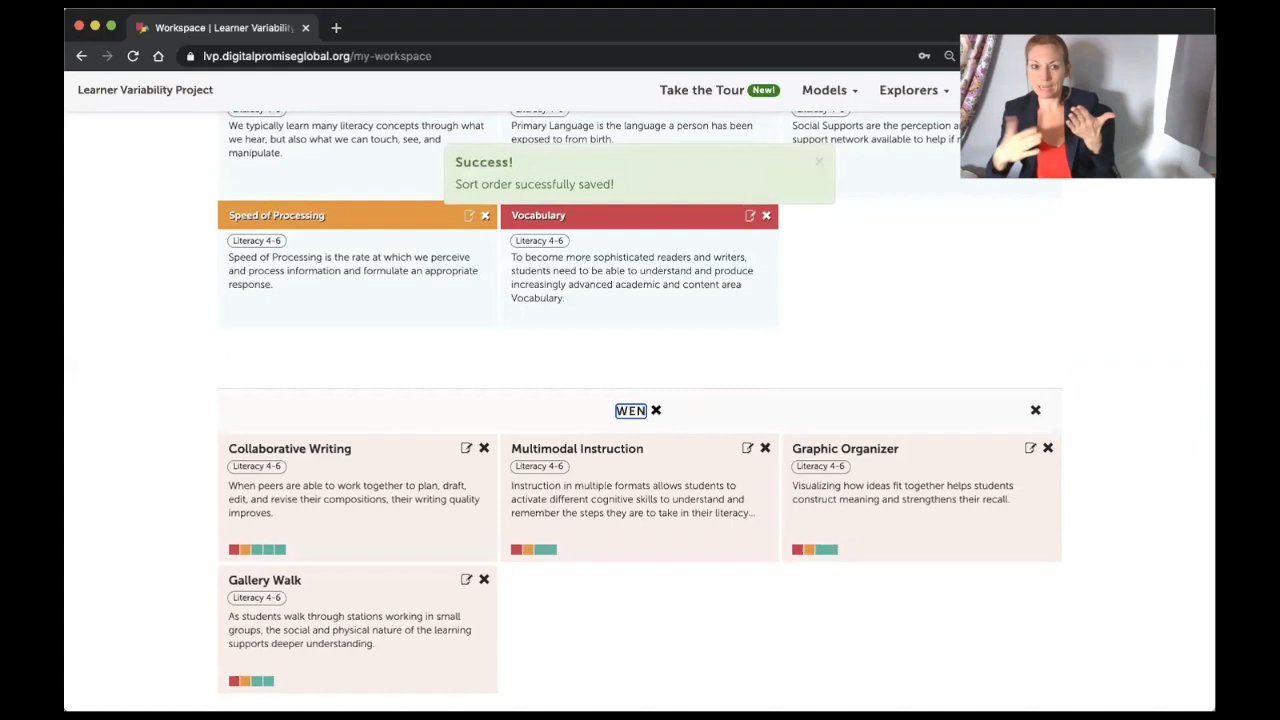 Workspace | Learner Variability
lvp.digitalpromiseglobal.org/my-workspace
Learner Variability Project
Take the Tour New! Models Explorers
We typically learn many literacy concepts through what
we hear, but also what we can touch, see, and
manipulate.
Primary Language is the language a person has been
exposed to from birth.
Social Supports are the perception a
support network available to help if n
Success!
Sort order sucessfully saved!
Speed of Processing
Literacy 4-6
Speed of Processing is the rate at which we perceive
and process information and formulate an appropriate
response.
Vocabulary
Literacy 4-6
To become more sophisticated readers and writers,
students need to be able to understand and produce
increasingly advanced academic and content area
Vocabulary.
WEN
Collaborative Writing
Literacy 4-6
When peers are able to work together to plan, draft,
edit, and revise their compositions, their writing quality
improves.
Multimodal Instruction
Literacy 4-6
Instruction in multiple formats allows students to
activate different cognitive skills to understand and
remember the steps they are to take in their literacy...
Graphic Organizer
Literacy 4-6
Visualizing how ideas fit together helps students
construct meaning and strengthens their recall.
Gallery Walk
Literacy 4-6
As students walk through stations working in small
groups, the social and physical nature of the learning
supports deeper understanding.